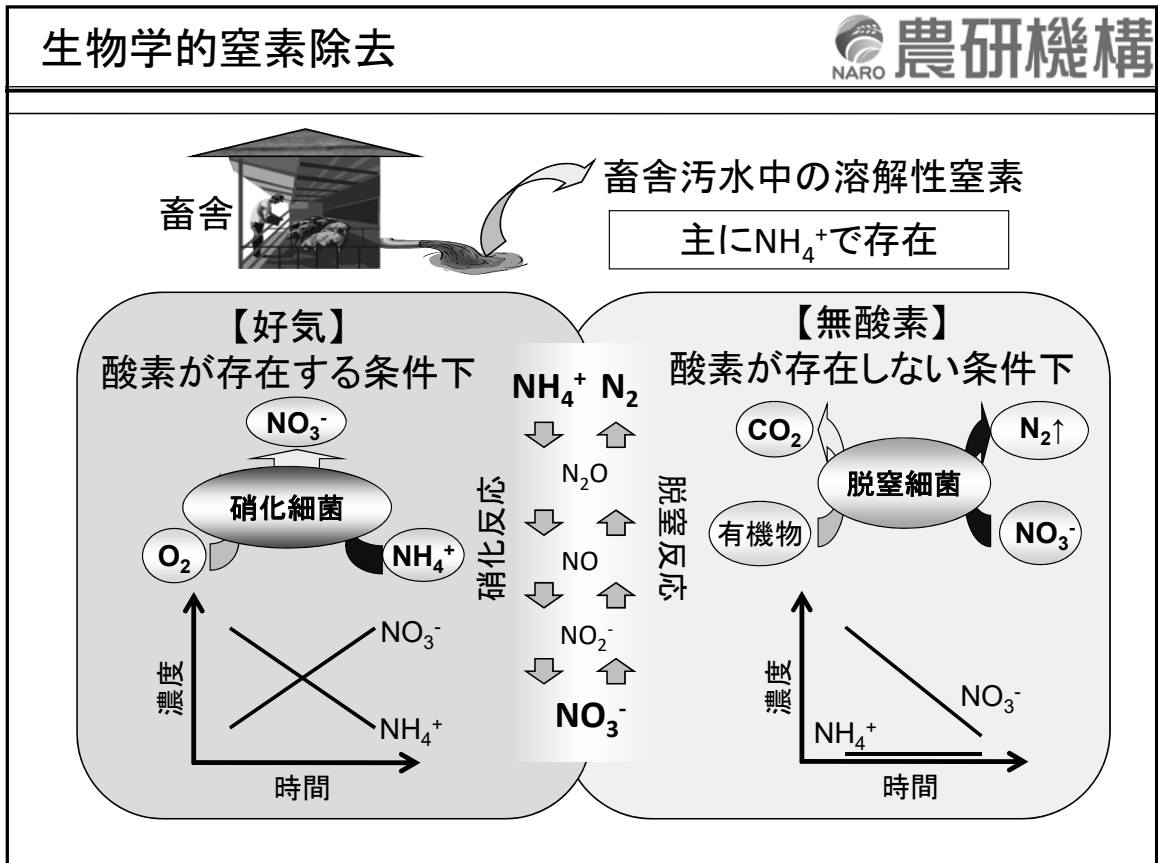 生物学的窒素除去
NARO 農研機構
畜舎
畜舎汚水中の溶解性窒素
主にNH₄⁺で存在
【好気】
酸素が存在する条件下
NO₃⁻
硝化細菌
O₂
NH₄⁺
濃度
NO₃⁻
NH₄⁺
時間
硝化反応
NH₄⁺ N₂
N₂O
NO
NO₂⁻
NO₃⁻
脱窒反応
【無酸素】
酸素が存在しない条件下
CO₂
N₂↑
脱窒細菌
有機物
NO₃⁻
濃度
NO₃⁻
NH₄⁺
時間